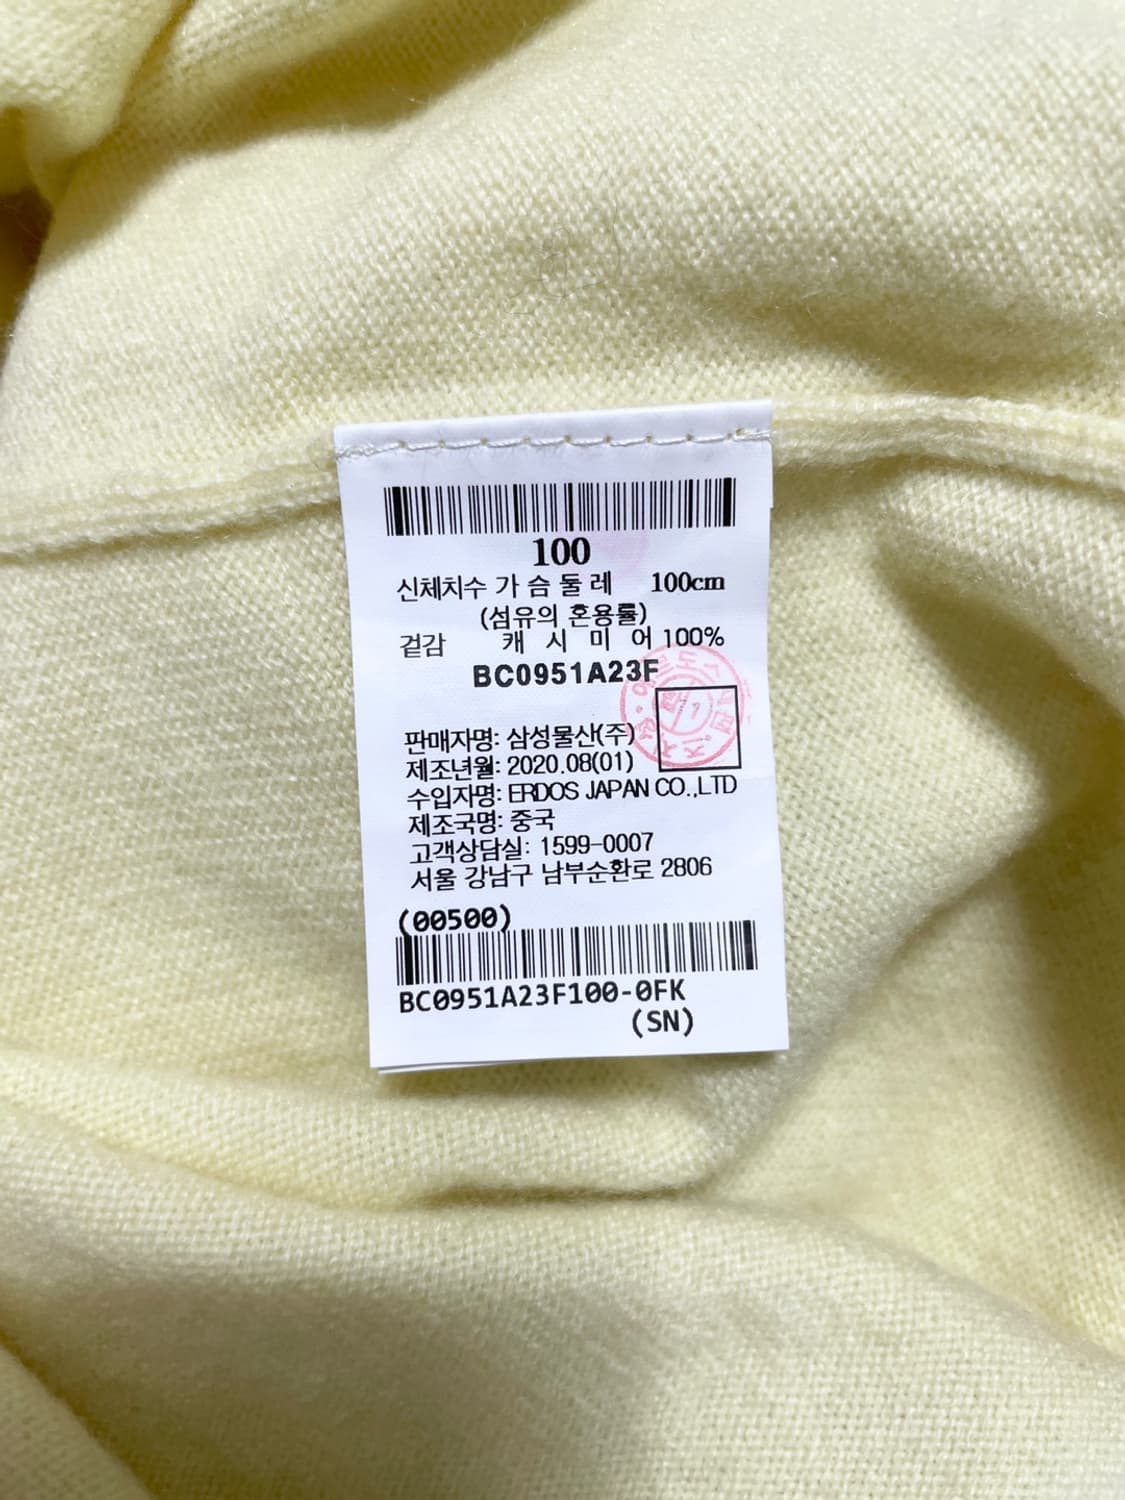 100
신체치수 가 슴 둘 레 100cm
(섬유의 혼용률)
겉감 캐 시 미 어 100%
BC0951A23F
판매자명: 삼성물산(주)
제조년월: 2020.08(01)
수입자명: ERDOS JAPAN CO.,LTD
제조국명: 중국
고객상담실: 1599-0007
서울 강남구 남부순환로 2806
(00500)
BC0951A23F100-0FK
(SN)